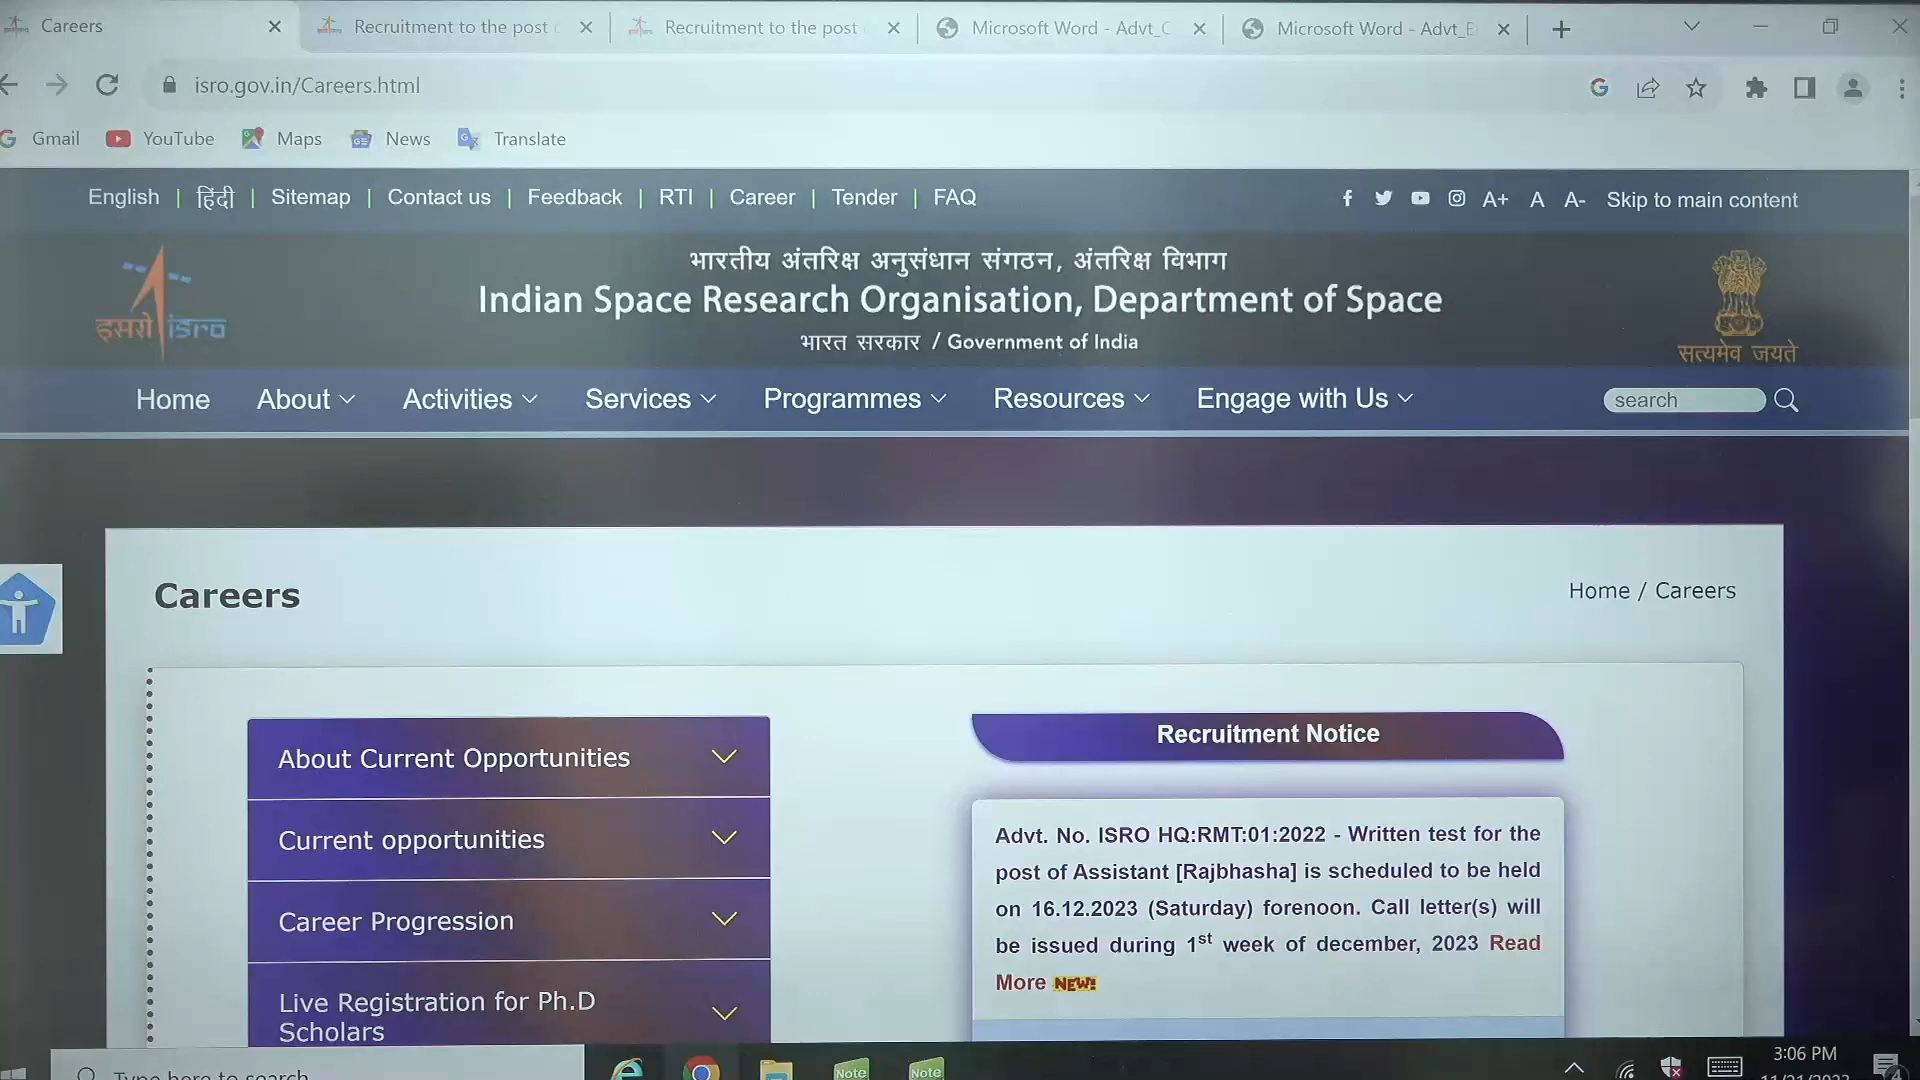 Careers
Recruitment to the post
Recruitment to the post
Microsoft Word - Advt_C
Microsoft Word - Advt_E
isro.gov.in/Careers.html
Gmail YouTube Maps News Translate
English | हिंदी | Sitemap | Contact us | Feedback | RTI | Career | Tender | FAQ
A+ A A- Skip to main content
भारतीय अंतरिक्ष अनुसंधान संगठन, अंतरिक्ष विभाग
Indian Space Research Organisation, Department of Space
भारत सरकार / Government of India
इसरो isro
सत्यमेव जयते
Home About Activities Services Programmes Resources Engage with Us search
Careers
Home / Careers
About Current Opportunities
Current opportunities
Career Progression
Live Registration for Ph.D
Scholars
Recruitment Notice
Advt. No. ISRO HQ:RMT:01:2022 - Written test for the
post of Assistant [Rajbhasha] is scheduled to be held
on 16.12.2023 (Saturday) forenoon. Call letter(s) will
be issued during 1st week of december, 2023 Read
More NEW!
Type here to search
Note Note
3:06 PM